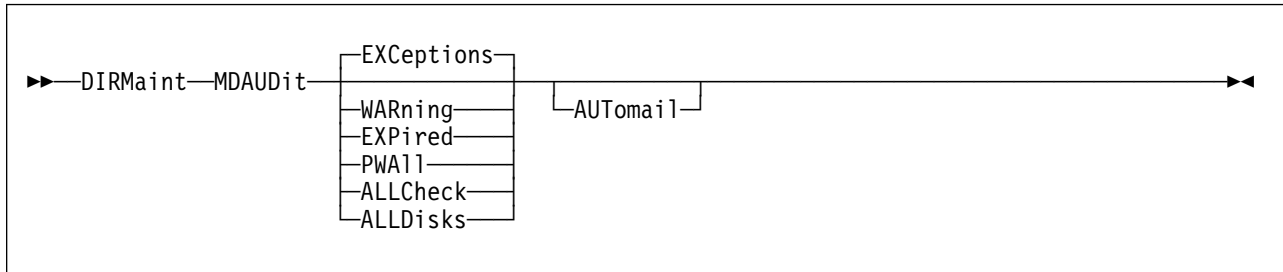 EXCeptions
DIRMaint MDAUDit
WARning AUTomail
EXPired
PWAll
ALLCheck
ALLDisks